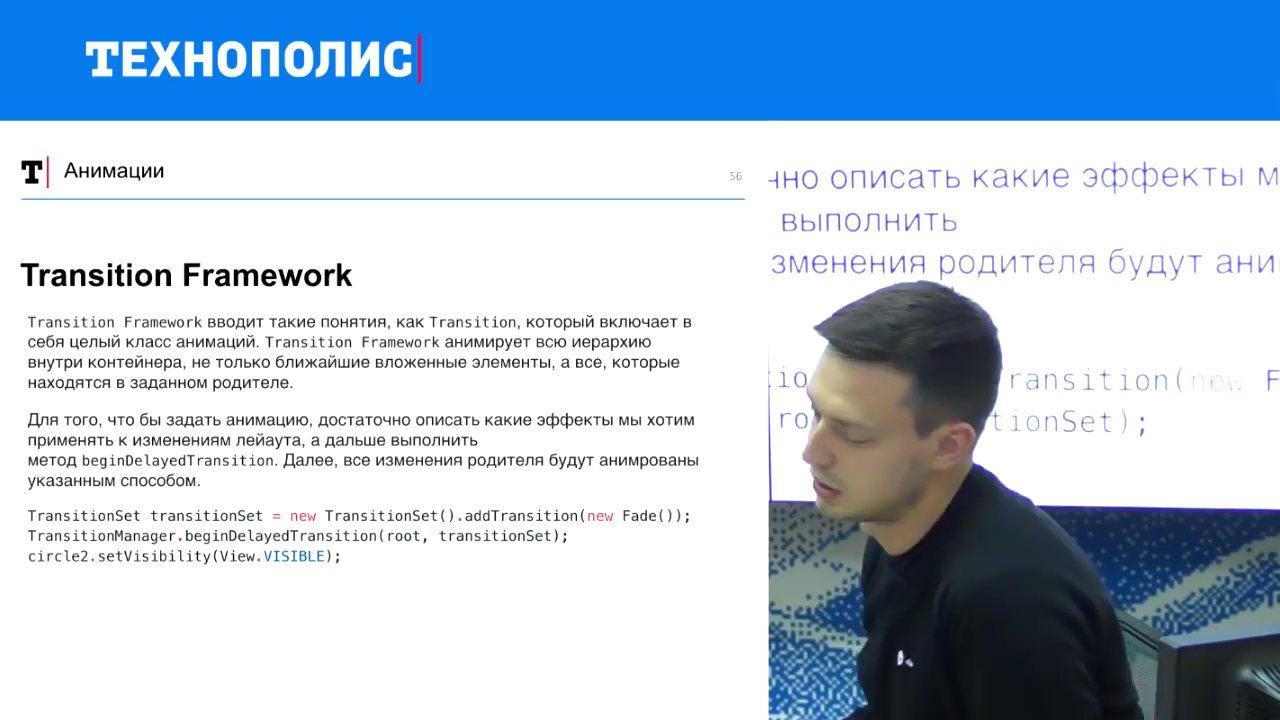 ТЕХНОПОЛИС
Т Анимации
56
Transition Framework
Transition Framework вводит такие понятия, как Transition, который включает в
себя целый класс анимаций. Transition Framework анимирует всю иерархию
внутри контейнера, не только ближайшие вложенные элементы, а все, которые
находятся в заданном родителе.
Для того, что бы задать анимацию, достаточно описать какие эффекты мы хотим
применять к изменениям лейаута, а дальше выполнить
метод beginDelayedTransition. Далее, все изменения родителя будут анимрованы
указанным способом.
TransitionSet transitionSet = new TransitionSet().addTransition(new Fade());
TransitionManager.beginDelayedTransition(root, transitionSet);
circle2.setVisibility(View.VISIBLE);
чно описать какие эффекты м
выполнить
зменения родителя будут ани
tio ransition(new F
ro tionSet);